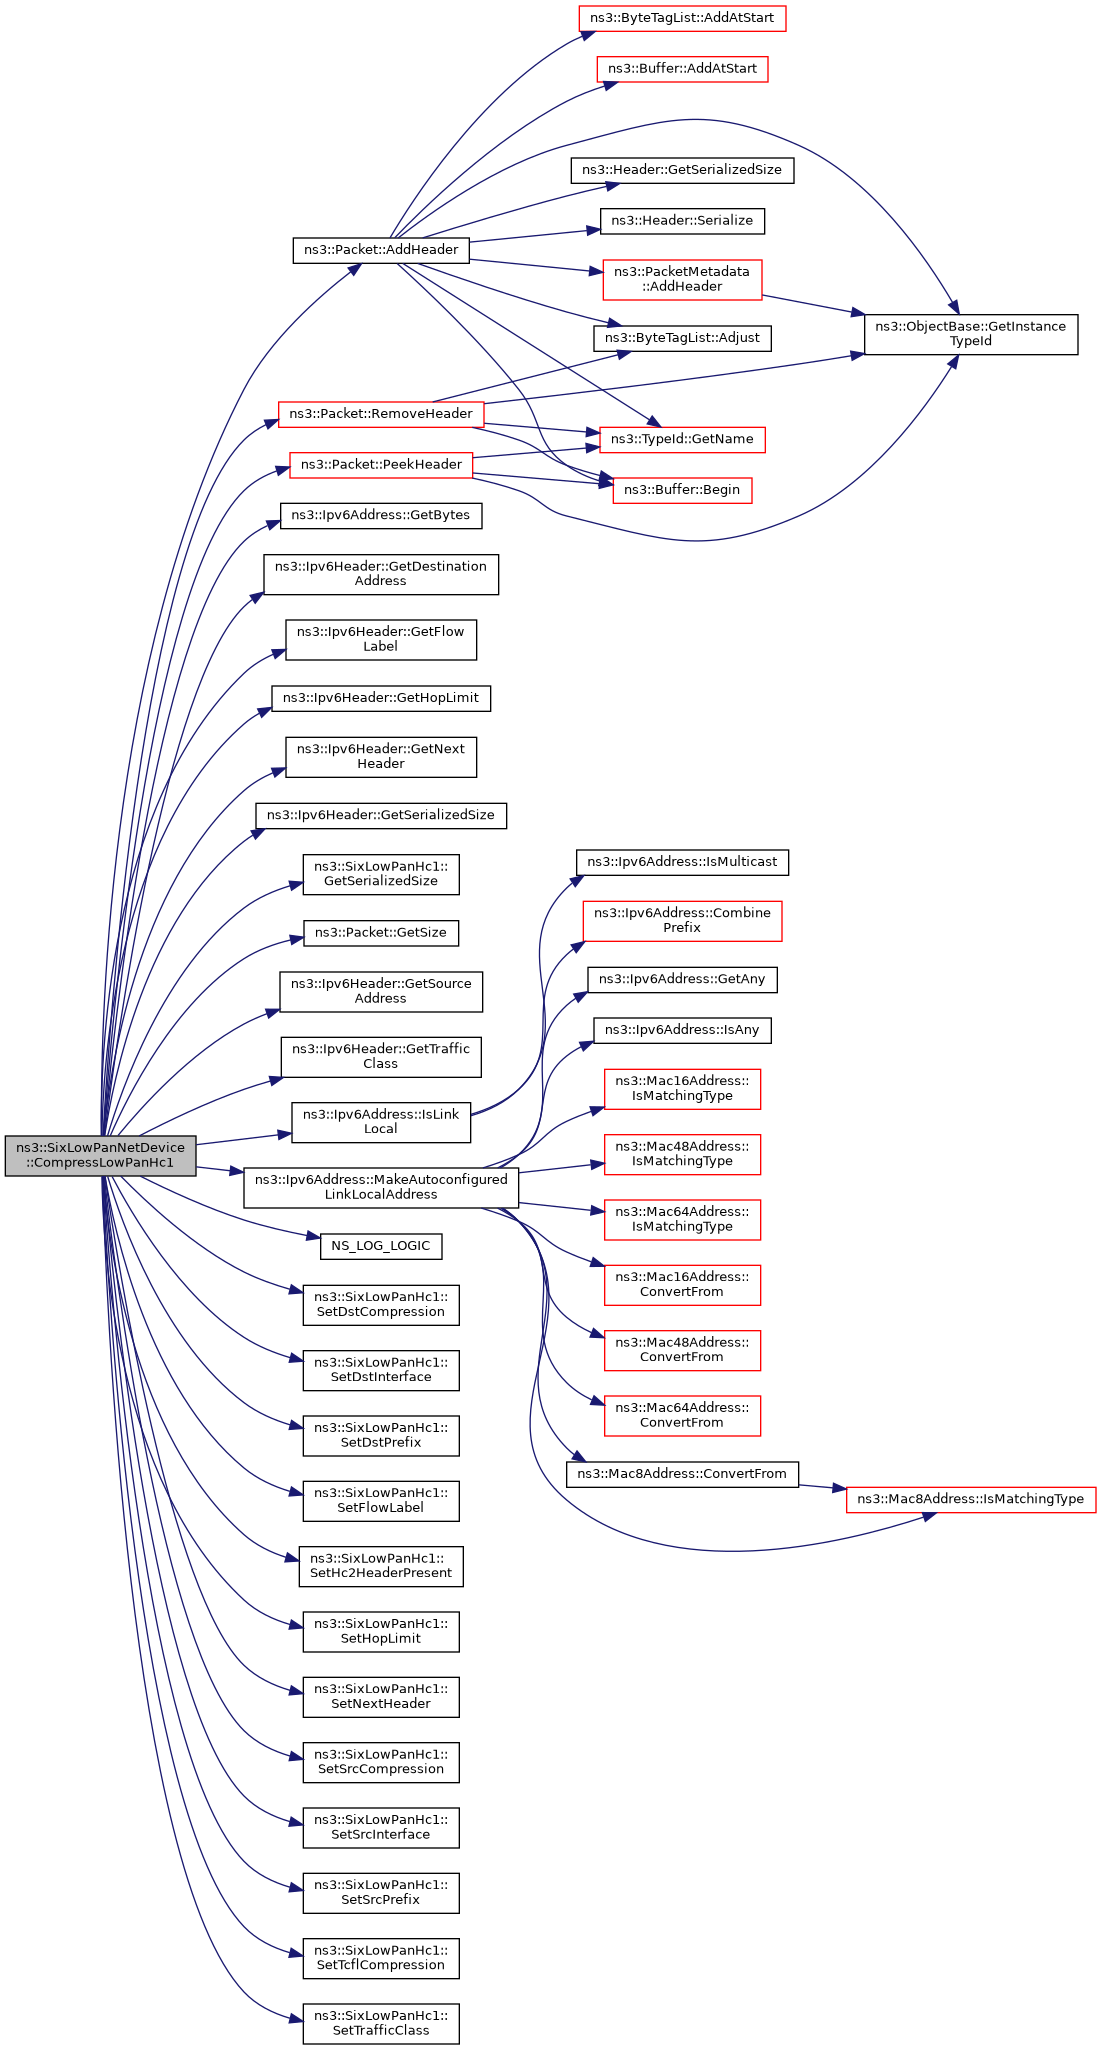 ns3::ByteTagList::AddAtStart
ns3::Buffer::AddAtStart
ns3::Header::GetSerializedSize
ns3::Header::Serialize
ns3::Packet::AddHeader
ns3::PacketMetadata
::AddHeader
ns3::ObjectBase::GetInstance
TypeId
ns3::ByteTagList::Adjust
ns3::Packet::RemoveHeader
ns3::TypeId::GetName
ns3::Packet::PeekHeader
ns3::Buffer::Begin
ns3::Ipv6Address::GetBytes
ns3::Ipv6Header::GetDestination
Address
ns3::Ipv6Header::GetFlow
Label
ns3::Ipv6Header::GetHopLimit
ns3::Ipv6Header::GetNext
Header
ns3::Ipv6Header::GetSerializedSize
ns3::SixLowPanHc1::
GetSerializedSize
ns3::Packet::GetSize
ns3::Ipv6Header::GetSource
Address
ns3::Ipv6Header::GetTraffic
Class
ns3::Ipv6Address::IsLink
Local
ns3::SixLowPanNetDevice
::CompressLowPanHc1
ns3::Ipv6Address::MakeAutoconfigured
LinkLocalAddress
ns3::Ipv6Address::IsMulticast
ns3::Ipv6Address::Combine
Prefix
ns3::Ipv6Address::GetAny
ns3::Ipv6Address::IsAny
ns3::Mac16Address::
IsMatchingType
ns3::Mac48Address::
IsMatchingType
ns3::Mac64Address::
IsMatchingType
ns3::Mac16Address::
ConvertFrom
ns3::Mac48Address::
ConvertFrom
ns3::Mac64Address::
ConvertFrom
ns3::Mac8Address::ConvertFrom
ns3::Mac8Address::IsMatchingType
NS_LOG_LOGIC
ns3::SixLowPanHc1::
SetDstCompression
ns3::SixLowPanHc1::
SetDstInterface
ns3::SixLowPanHc1::
SetDstPrefix
ns3::SixLowPanHc1::
SetFlowLabel
ns3::SixLowPanHc1::
SetHc2HeaderPresent
ns3::SixLowPanHc1::
SetHopLimit
ns3::SixLowPanHc1::
SetNextHeader
ns3::SixLowPanHc1::
SetSrcCompression
ns3::SixLowPanHc1::
SetSrcInterface
ns3::SixLowPanHc1::
SetSrcPrefix
ns3::SixLowPanHc1::
SetTcflCompression
ns3::SixLowPanHc1::
SetTrafficClass